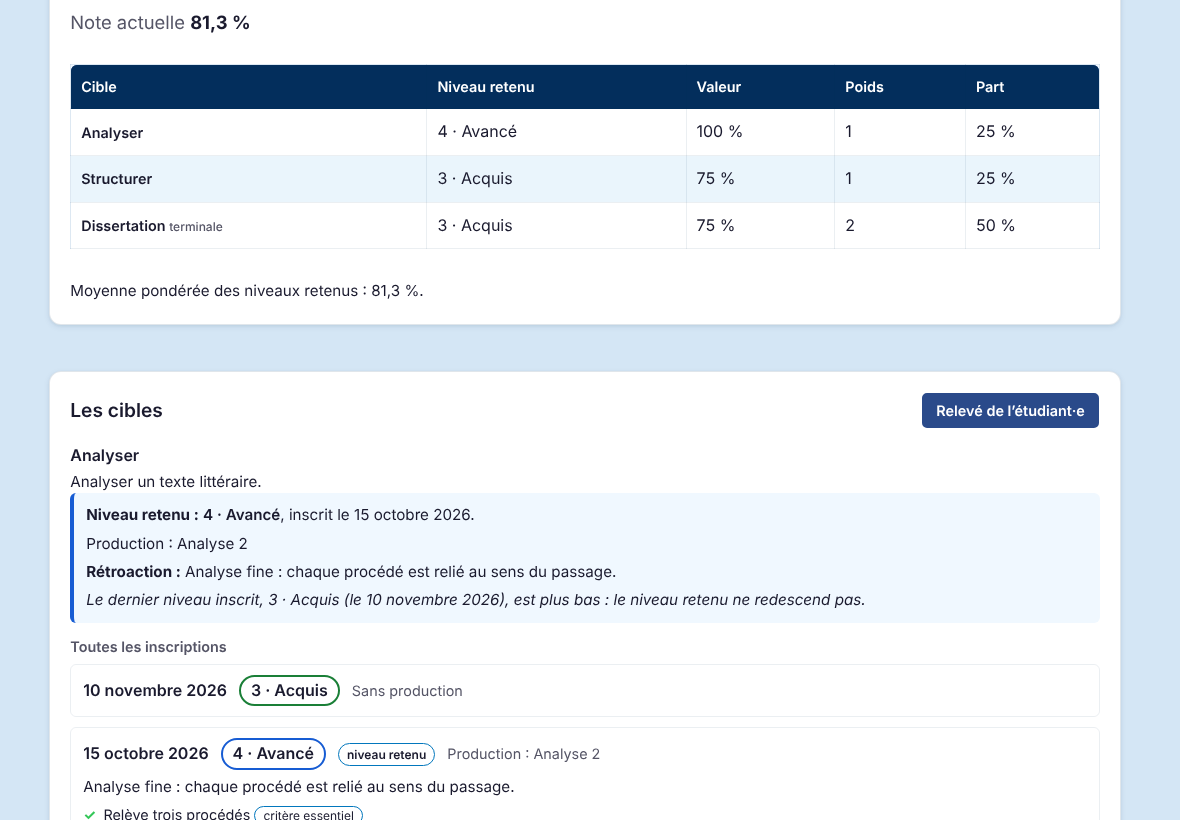 Note actuelle 81,3 %
Cible Niveau retenu Valeur Poids Part
Analyser 4 · Avancé 100 % 1 25 %
Structurer 3 · Acquis 75 % 1 25 %
Dissertation terminale 3 · Acquis 75 % 2 50 %
Moyenne pondérée des niveaux retenus : 81,3 %.
Les cibles Relevé de l’étudiant·e
Analyser
Analyser un texte littéraire.
Niveau retenu : 4 · Avancé, inscrit le 15 octobre 2026.
Production : Analyse 2
Rétroaction : Analyse fine : chaque procédé est relié au sens du passage.
Le dernier niveau inscrit, 3 · Acquis (le 10 novembre 2026), est plus bas : le niveau retenu ne redescend pas.
Toutes les inscriptions
10 novembre 2026 3 · Acquis Sans production
15 octobre 2026 4 · Avancé niveau retenu Production : Analyse 2
Analyse fine : chaque procédé est relié au sens du passage.
Relève trois procédés critère essentiel